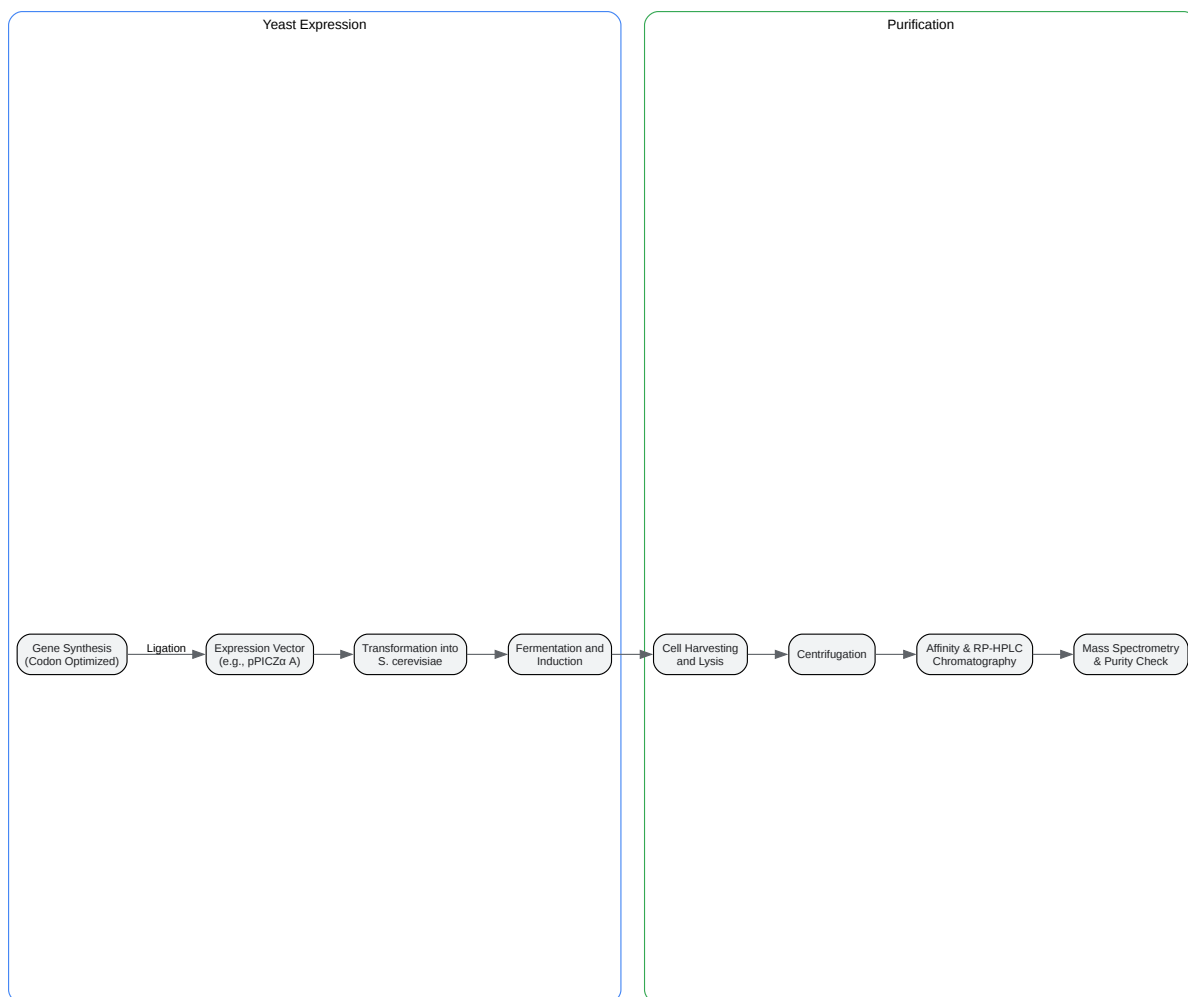 Yeast Expression
Purification
Gene Synthesis
(Codon Optimized)
Ligation
Expression Vector
(e.g., pPICZα A)
Transformation into
S. cerevisiae
Fermentation and
Induction
Cell Harvesting
and Lysis
Centrifugation
Affinity & RP-HPLC
Chromatography
Mass Spectrometry
& Purity Check